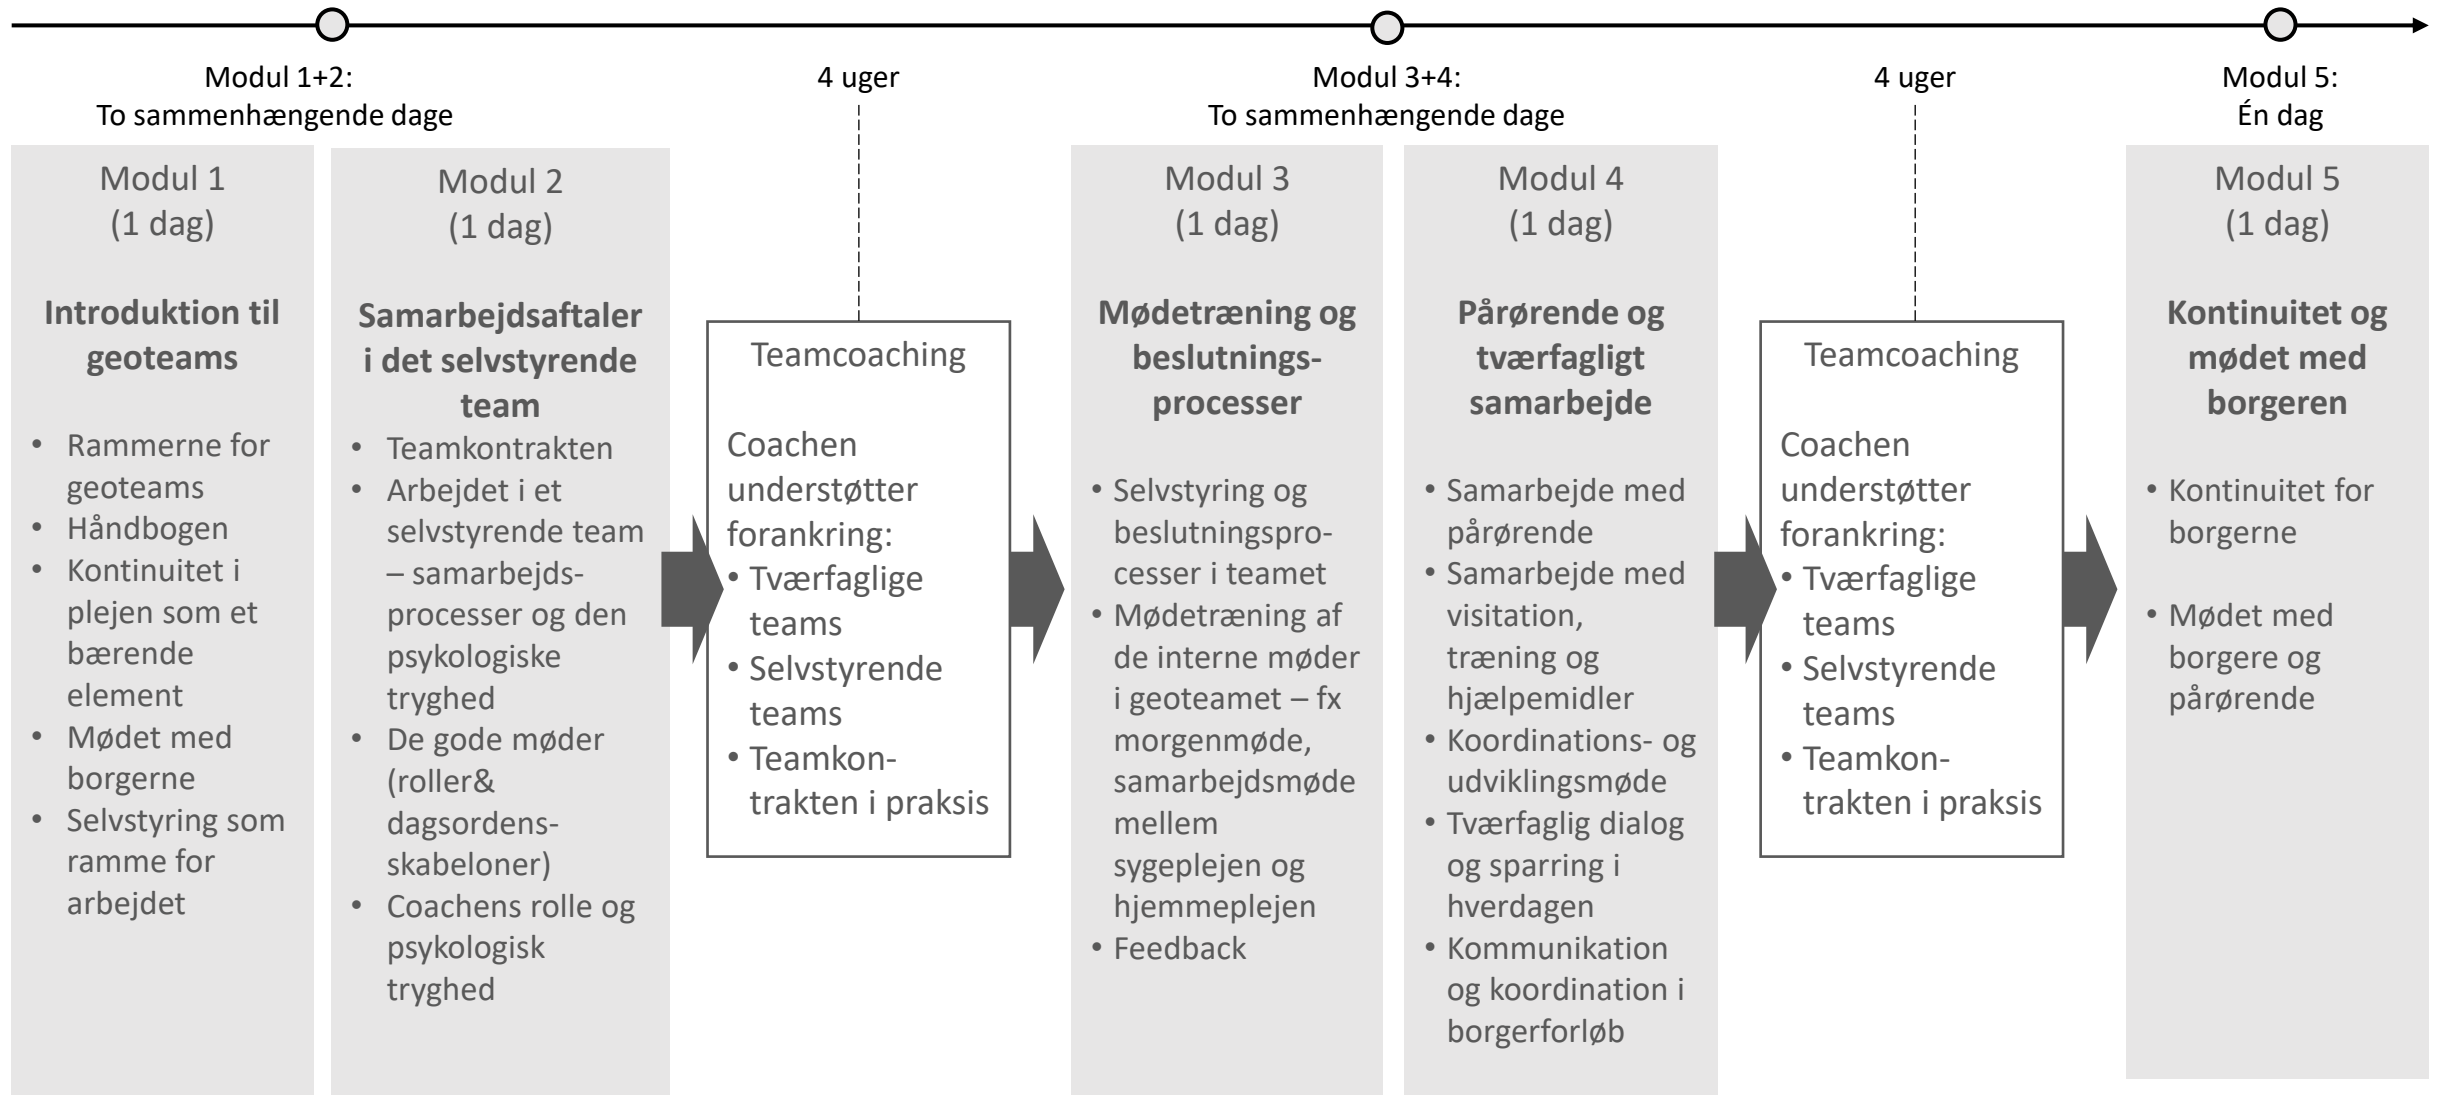 Modul 1+2:
To sammenhængende dage
4 uger
Modul 3+4:
To sammenhængende dage
4 uger
Modul 5:
Én dag
Modul 1
(1 dag)
Introduktion til
geoteams
• Rammerne for
geoteams
• Håndbogen
• Kontinuitet i
plejen som et
bærende
element
• Mødet med
borgerne
• Selvstyring som
ramme for
arbejdet
Modul 2
(1 dag)
Samarbejdsaftaler
i det selvstyrende
team
• Teamkontrakten
• Arbejdet i et
selvstyrende team
– samarbejds-
processer og den
psykologiske
tryghed
• De gode møder
(roller&
dagsordens-
skabeloner)
• Coachens rolle og
psykologisk
tryghed
Teamcoaching
Coachen
understøtter
forankring:
• Tværfaglige
teams
• Selvstyrende
teams
• Teamkon-
trakten i praksis
Modul 3
(1 dag)
Mødetræning og
beslutnings-
processer
• Selvstyring og
beslutningspro-
cesser i teamet
• Mødetræning af
de interne møder
i geoteamet – fx
morgenmøde,
samarbejdsmøde
mellem
sygeplejen og
hjemmeplejen
• Feedback
Modul 4
(1 dag)
Pårørende og
tværfagligt
samarbejde
• Samarbejde med
pårørende
• Samarbejde med
visitation,
træning og
hjælpemidler
• Koordinations- og
udviklingsmøde
• Tværfaglig dialog
og sparring i
hverdagen
• Kommunikation
og koordination i
borgerforløb
Teamcoaching
Coachen
understøtter
forankring:
• Tværfaglige
teams
• Selvstyrende
teams
• Teamkon-
trakten i praksis
Modul 5
(1 dag)
Kontinuitet og
mødet med
borgeren
• Kontinuitet for
borgerne
• Mødet med
borgere og
pårørende